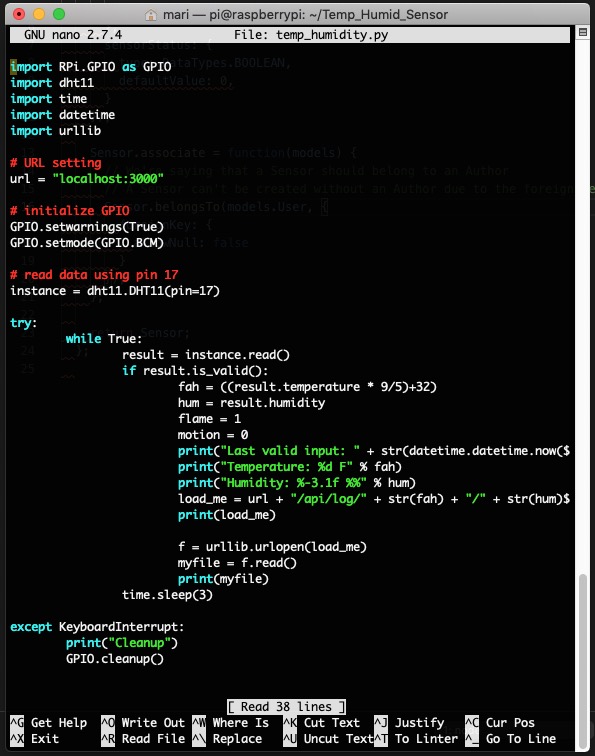 mari — pi@raspberrypi: ~/Temp_Humid_Sensor
GNU nano 2.7.4 File: temp_humidity.py
import RPi.GPIO as GPIO
import dht11
import time
import datetime
import urllib
# URL setting
url = "localhost:3000"
# initialize GPIO
GPIO.setwarnings(True)
GPIO.setmode(GPIO.BCM)
# read data using pin 17
instance = dht11.DHT11(pin=17)
try:
while True:
result = instance.read()
if result.is_valid():
fah = ((result.temperature * 9/5)+32)
hum = result.humidity
flame = 1
motion = 0
print("Last valid input: " + str(datetime.datetime.now($
print("Temperature: %d F" % fah)
print("Humidity: %-3.1f %%" % hum)
load_me = url + "/api/log/" + str(fah) + "/" + str(hum)$
print(load_me)
f = urllib.urlopen(load_me)
myfile = f.read()
print(myfile)
time.sleep(3)
except KeyboardInterrupt:
print("Cleanup")
GPIO.cleanup()
[ Read 38 lines ]
^G Get Help ^O Write Out ^W Where Is ^K Cut Text ^J Justify ^C Cur Pos
^X Exit ^R Read File ^\ Replace ^U Uncut Text ^T To Linter ^_ Go To Line